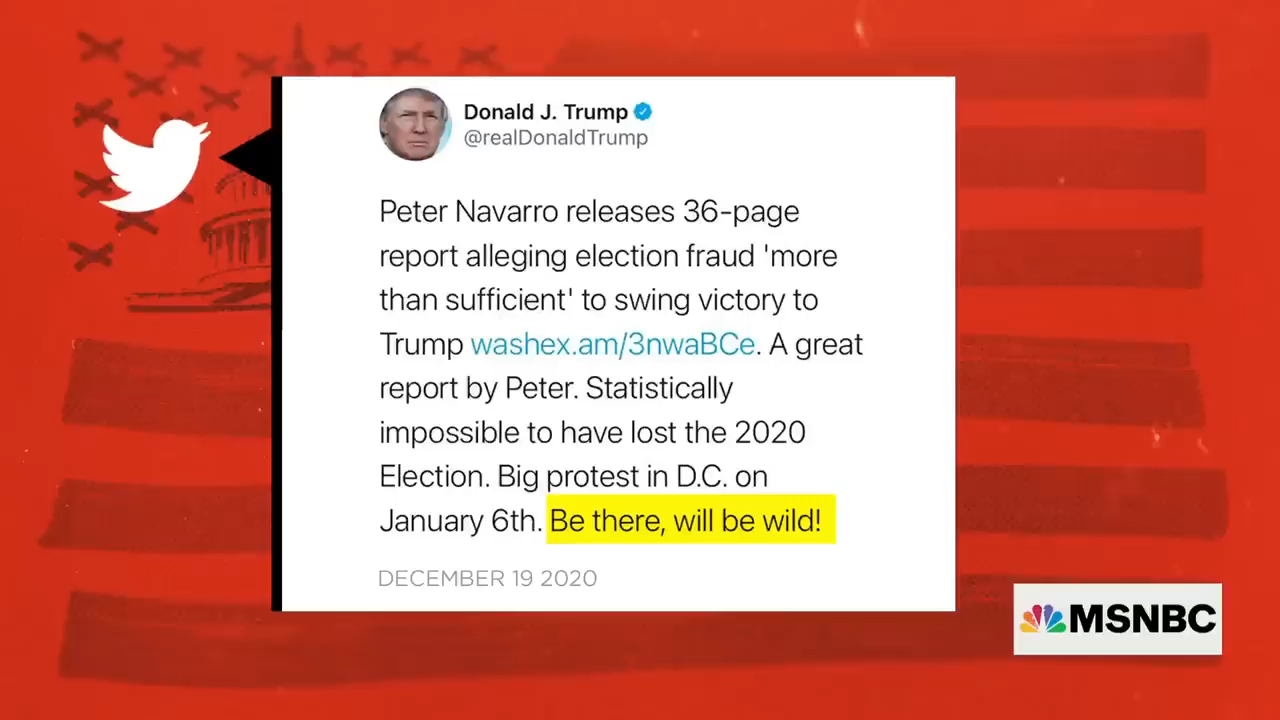 Donald J. Trump
@realDonaldTrump
Peter Navarro releases 36-page
report alleging election fraud 'more
than sufficient' to swing victory to
Trump washex.am/3nwaBCe. A great
report by Peter. Statistically
impossible to have lost the 2020
Election. Big protest in D.C. on
January 6th. Be there, will be wild!
DECEMBER 19 2020
MSNBC